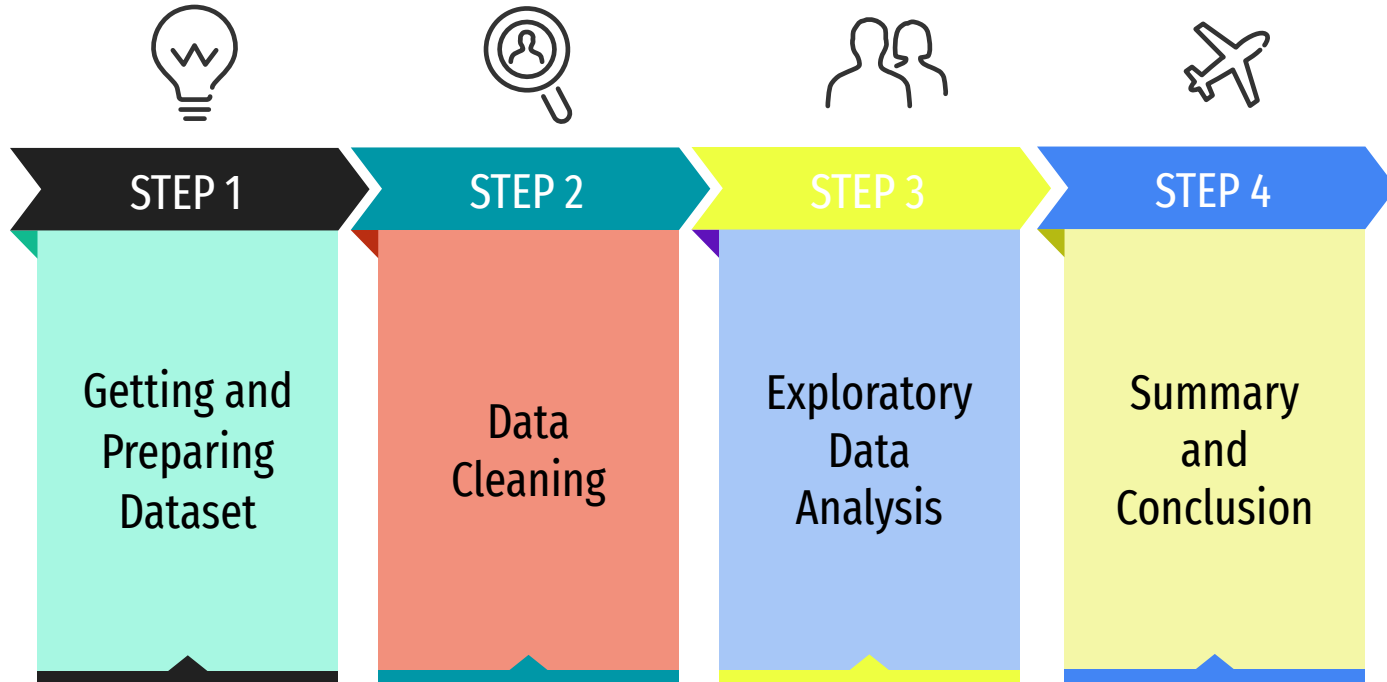 STEP 1
STEP 2
STEP 3
STEP 4
Getting and
Preparing
Dataset
Data
Cleaning
Exploratory
Data
Analysis
Summary
and
Conclusion